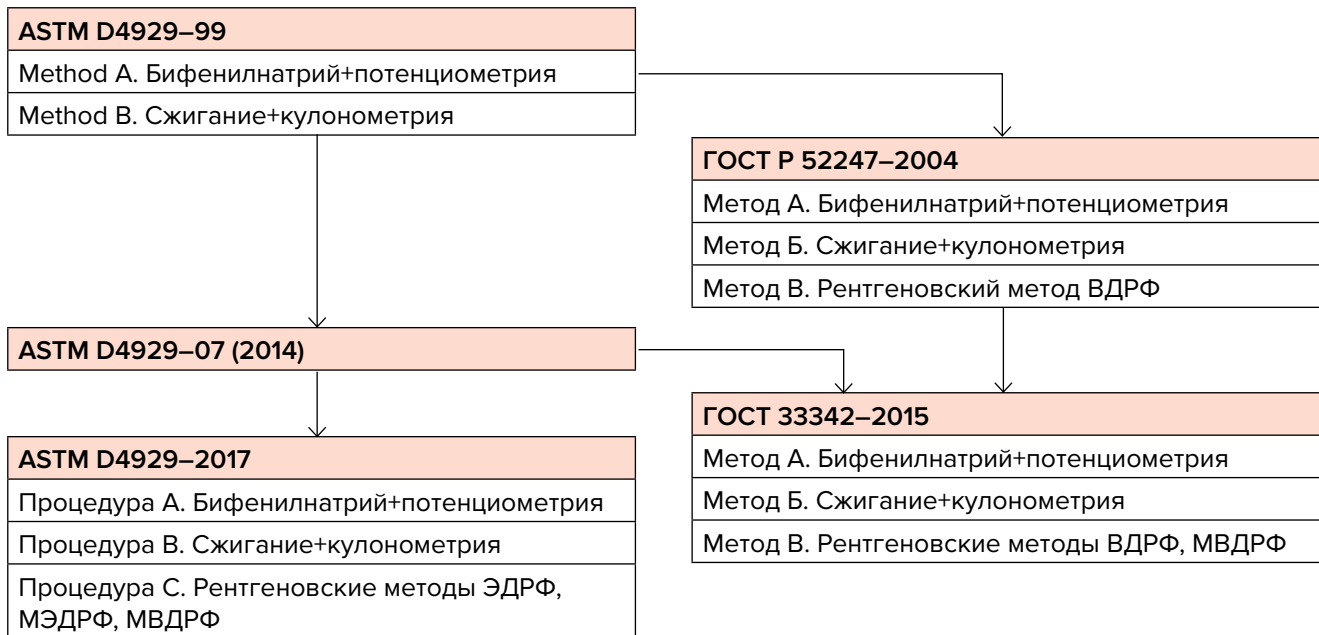 ASTM D4929–99
Method A. Бифенилнатрий+потенциометрия
Method B. Сжигание+кулонометрия
ГОСТ Р 52247–2004
Метод А. Бифенилнатрий+потенциометрия
Метод Б. Сжигание+кулонометрия
Метод В. Рентгеновский метод ВДРФ
ASTM D4929–07 (2014)
ГОСТ 33342–2015
Метод А. Бифенилнатрий+потенциометрия
Метод Б. Сжигание+кулонометрия
Метод В. Рентгеновские методы ВДРФ, МВДРФ
ASTM D4929–2017
Процедура А. Бифенилнатрий+потенциометрия
Процедура В. Сжигание+кулонометрия
Процедура С. Рентгеновские методы ЭДРФ,
МЭДРФ, МВДРФ